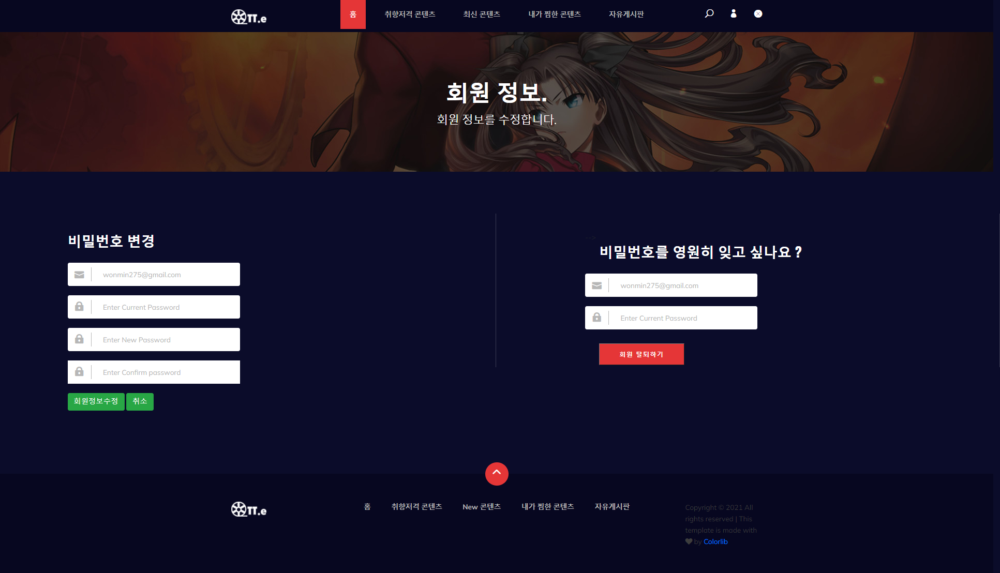 TT.e
홈 취향저격 콘텐츠 최신 콘텐츠 내가 찜한 콘텐츠 자유게시판
회원 정보.
회원 정보를 수정합니다.
비밀번호 변경
wonmin275@gmail.com
Enter Current Password
Enter New Password
Enter Confirm password
회원정보수정 취소
-->
비밀번호를 영원히 잊고 싶나요 ?
wonmin275@gmail.com
Enter Current Password
회원 탈퇴하기
TT.e
홈 취향저격 콘텐츠 New 콘텐츠 내가 찜한 콘텐츠 자유게시판
Copyright © 2021 All
rights reserved | This
template is made with
♥ by Colorlib